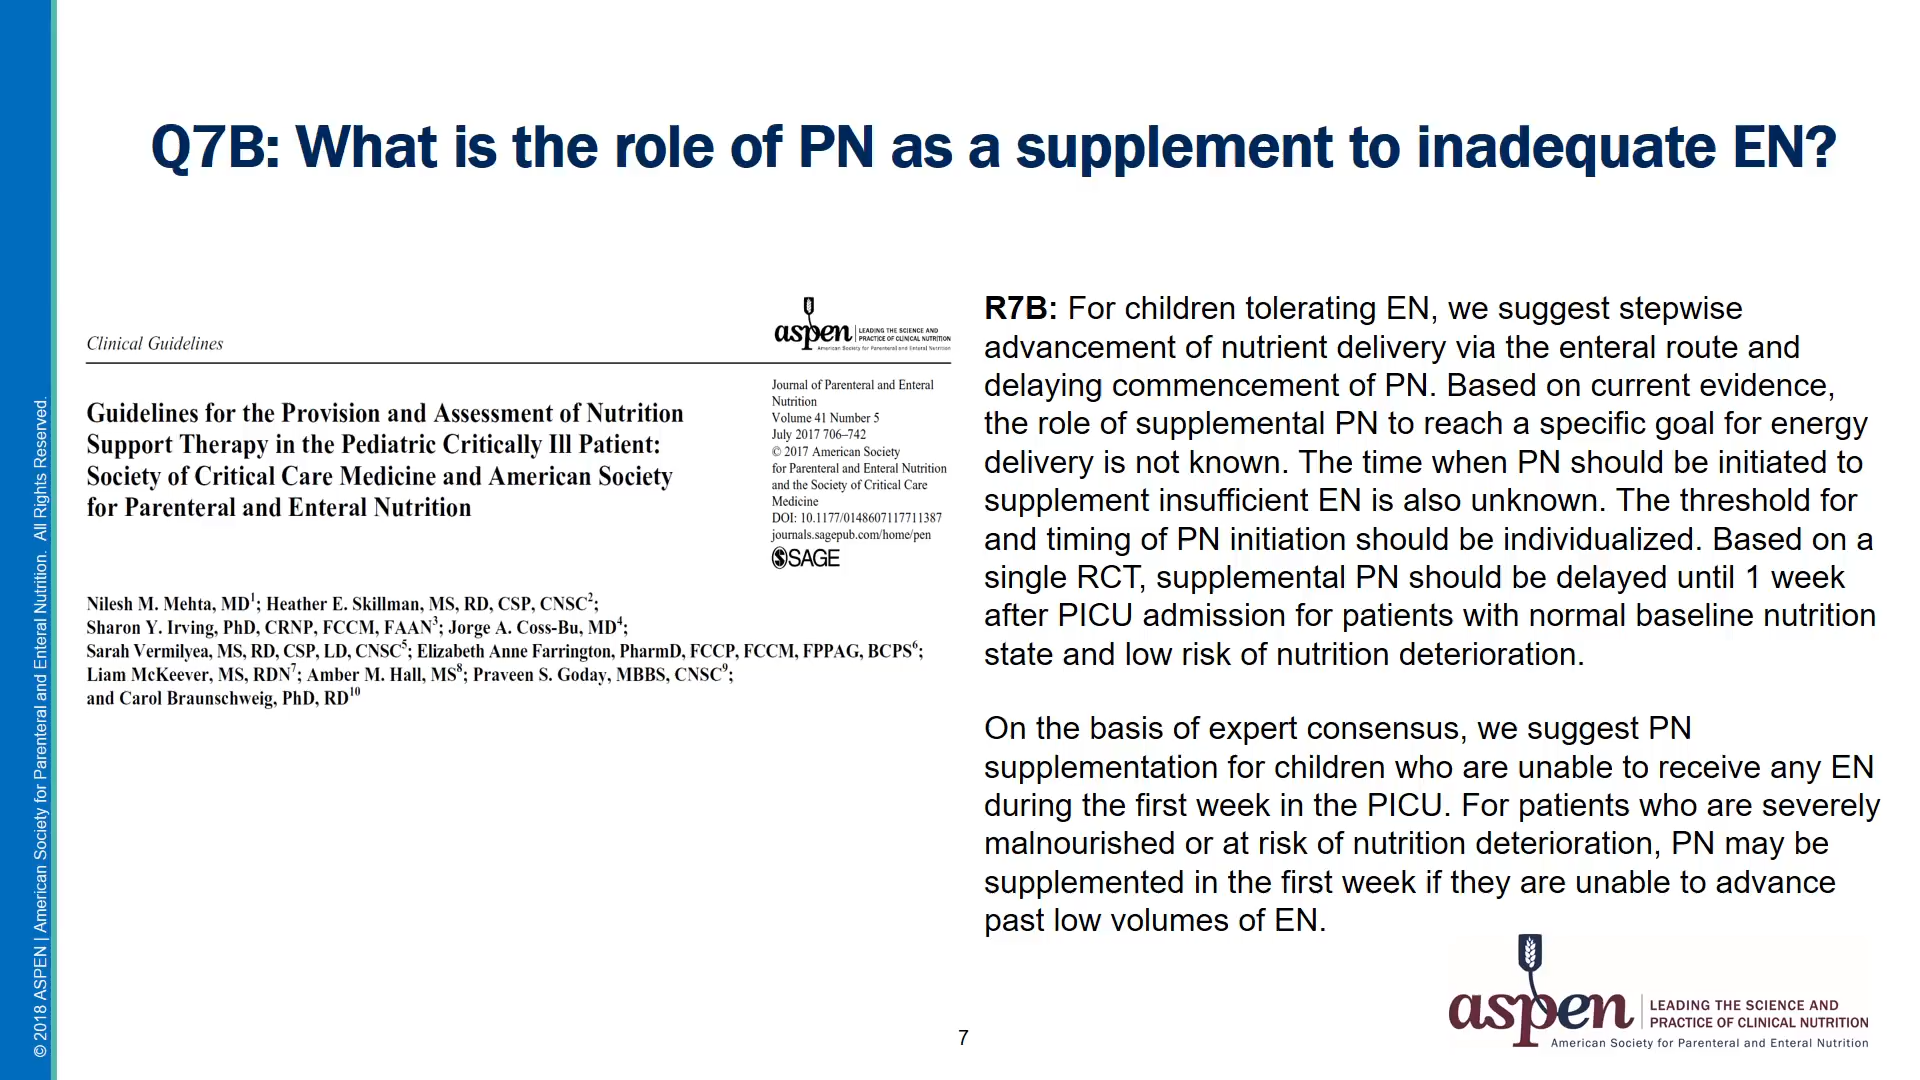 Q7B: What is the role of PN as a supplement to inadequate EN?
Clinical Guidelines
aspen
LEADING THE SCIENCE AND
PRACTICE OF CLINICAL NUTRITION
American Society for Parenteral and Enteral Nutrition
Guidelines for the Provision and Assessment of Nutrition
Support Therapy in the Pediatric Critically Ill Patient:
Society of Critical Care Medicine and American Society
for Parenteral and Enteral Nutrition
Journal of Parenteral and Enteral
Nutrition
Volume 41 Number 5
July 2017 706–742
© 2017 American Society
for Parenteral and Enteral Nutrition
and the Society of Critical Care
Medicine
DOI: 10.1177/0148607117711387
journals.sagepub.com/home/pen
SAGE
Nilesh M. Mehta, MD1; Heather E. Skillman, MS, RD, CSP, CNSC2;
Sharon Y. Irving, PhD, CRNP, FCCM, FAAN3; Jorge A. Coss-Bu, MD4;
Sarah Vermilyea, MS, RD, CSP, LD, CNSC5; Elizabeth Anne Farrington, PharmD, FCCP, FCCM, FPPAG, BCPS6;
Liam McKeever, MS, RDN7; Amber M. Hall, MS8; Praveen S. Goday, MBBS, CNSC9;
and Carol Braunschweig, PhD, RD10
R7B: For children tolerating EN, we suggest stepwise
advancement of nutrient delivery via the enteral route and
delaying commencement of PN. Based on current evidence,
the role of supplemental PN to reach a specific goal for energy
delivery is not known. The time when PN should be initiated to
supplement insufficient EN is also unknown. The threshold for
and timing of PN initiation should be individualized. Based on a
single RCT, supplemental PN should be delayed until 1 week
after PICU admission for patients with normal baseline nutrition
state and low risk of nutrition deterioration.
On the basis of expert consensus, we suggest PN
supplementation for children who are unable to receive any EN
during the first week in the PICU. For patients who are severely
malnourished or at risk of nutrition deterioration, PN may be
supplemented in the first week if they are unable to advance
past low volumes of EN.
aspen
LEADING THE SCIENCE AND
PRACTICE OF CLINICAL NUTRITION
American Society for Parenteral and Enteral Nutrition
7
© 2018 ASPEN | American Society for Parenteral and Enteral Nutrition. All Rights Reserved.